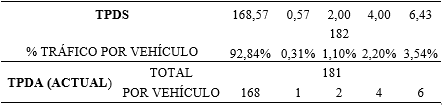 TPDS 168,57 0,57 2,00 4,00 6,43
182
% TRÁFICO POR VEHÍCULO 92,84% 0,31% 1,10% 2,20% 3,54%
TPDA (ACTUAL) TOTAL 181
POR VEHÍCULO 168 1 2 4 6